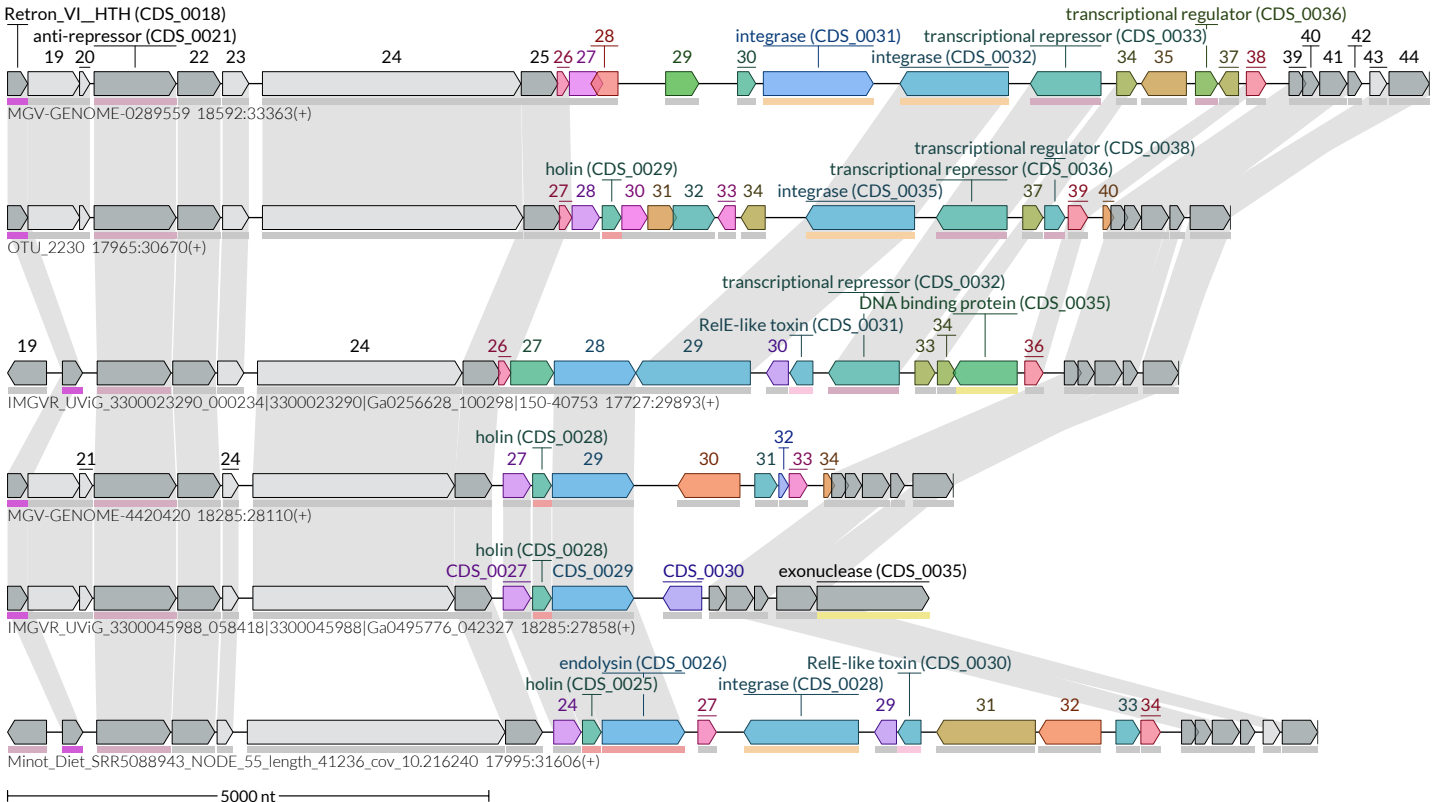 Retron_VI__HTH (CDS_0018)
transcriptional regulator (CDS_0036)
anti-repressor (CDS_0021)
integrase (CDS_0031)
transcriptional repressor (CDS_0033)
28 40 42
19 20 22 23 24 25 26 27 29 30 integrase (CDS_0032) 34 35 37 38 39 41 43 44
MGV-GENOME-0289559 18592:33363(+)
transcriptional regulator (CDS_0038)
holin (CDS_0029) transcriptional repressor (CDS_0036)
27 28 30 31 32 33 34 integrase (CDS_0035) 37 39 40
OTU_2230 17965:30670(+)
transcriptional repressor (CDS_0032)
DNA binding protein (CDS_0035)
RelE-like toxin (CDS_0031) 34
19 24 26 27 28 29 30 33 36
IMGVR_UViG_3300023290_000234|3300023290|Ga0256628_100298|150-40753 17727:29893(+)
holin (CDS_0028) 32
21 24 27 29 30 31 33 34
MGV-GENOME-4420420 18285:28110(+)
holin (CDS_0028)
CDS_0027 CDS_0029 CDS_0030 exonuclease (CDS_0035)
IMGVR_UViG_3300045988_058418|3300045988|Ga0495776_042327 18285:27858(+)
endolysin (CDS_0026) RelE-like toxin (CDS_0030)
holin (CDS_0025) integrase (CDS_0028)
24 27 29 31 32 33 34
Minot_Diet_SRR5088943_NODE_55_length_41236_cov_10.216240 17995:31606(+)
5000 nt